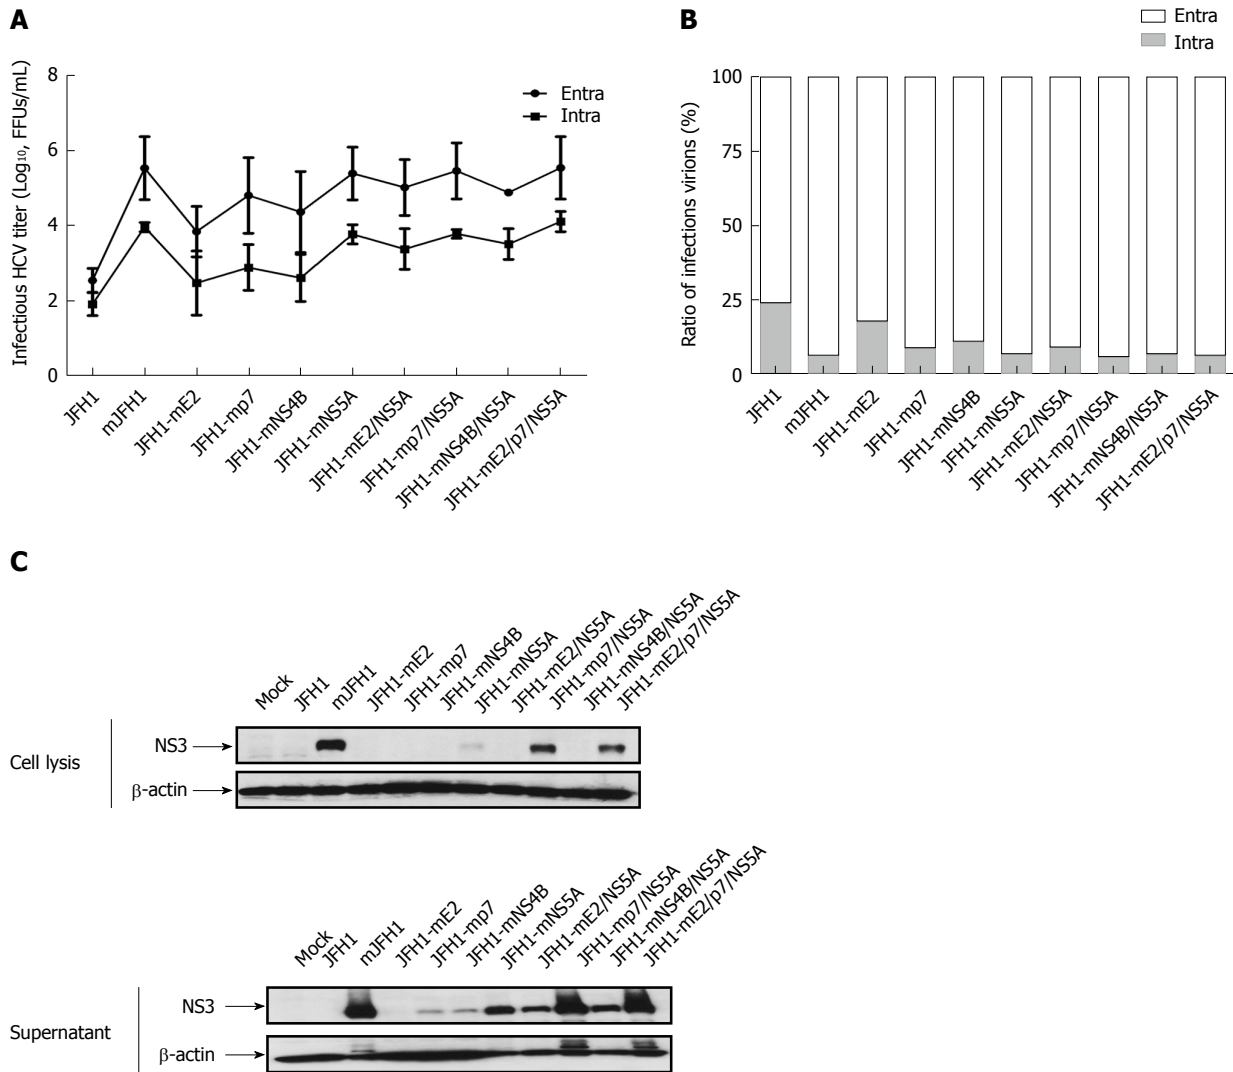 A
Infectious HCV titer (Log₁₀, FFUs/mL)
8
6
4
2
0
Entra
Intra
JFH1
mJFH1
JFH1-mE2
JFH1-mp7
JFH1-mNS4B
JFH1-mNS5A
JFH1-mE2/NS5A
JFH1-mp7/NS5A
JFH1-mNS4B/NS5A
JFH1-mE2/p7/NS5A
B
Entra
Intra
Ratio of infections virions (%)
100
75
50
25
0
JFH1
mJFH1
JFH1-mE2
JFH1-mp7
JFH1-mNS4B
JFH1-mNS5A
JFH1-mE2/NS5A
JFH1-mp7/NS5A
JFH1-mNS4B/NS5A
JFH1-mE2/p7/NS5A
C
Mock
JFH1
mJFH1
JFH1-mE2
JFH1-mp7
JFH1-mNS4B
JFH1-mNS5A
JFH1-mE2/NS5A
JFH1-mp7/NS5A
JFH1-mNS4B/NS5A
JFH1-mE2/p7/NS5A
Cell lysis
NS3
β-actin
Mock
JFH1
mJFH1
JFH1-mE2
JFH1-mp7
JFH1-mNS4B
JFH1-mNS5A
JFH1-mE2/NS5A
JFH1-mp7/NS5A
JFH1-mNS4B/NS5A
JFH1-mE2/p7/NS5A
Supernatant
NS3
β-actin